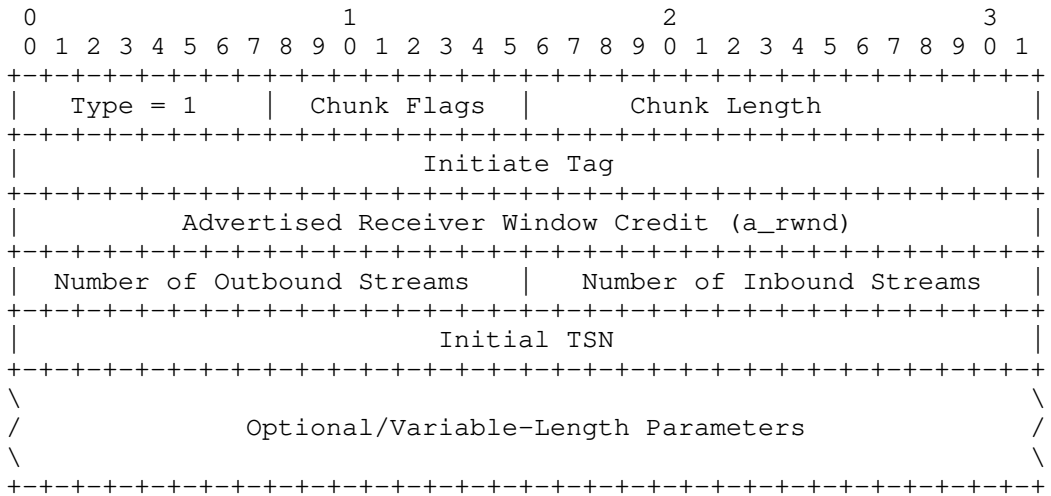 0                   1                   2                   3
 0 1 2 3 4 5 6 7 8 9 0 1 2 3 4 5 6 7 8 9 0 1 2 3 4 5 6 7 8 9 0 1
+-+-+-+-+-+-+-+-+-+-+-+-+-+-+-+-+-+-+-+-+-+-+-+-+-+-+-+-+-+-+-+-+
|   Type = 1    |  Chunk Flags  |      Chunk Length             |
+-+-+-+-+-+-+-+-+-+-+-+-+-+-+-+-+-+-+-+-+-+-+-+-+-+-+-+-+-+-+-+-+
|                         Initiate Tag                          |
+-+-+-+-+-+-+-+-+-+-+-+-+-+-+-+-+-+-+-+-+-+-+-+-+-+-+-+-+-+-+-+-+
|          Advertised Receiver Window Credit (a_rwnd)           |
+-+-+-+-+-+-+-+-+-+-+-+-+-+-+-+-+-+-+-+-+-+-+-+-+-+-+-+-+-+-+-+-+
|  Number of Outbound Streams   |   Number of Inbound Streams   |
+-+-+-+-+-+-+-+-+-+-+-+-+-+-+-+-+-+-+-+-+-+-+-+-+-+-+-+-+-+-+-+-+
|                          Initial TSN                          |
+-+-+-+-+-+-+-+-+-+-+-+-+-+-+-+-+-+-+-+-+-+-+-+-+-+-+-+-+-+-+-+-+
\                                                               \
/              Optional/Variable-Length Parameters              /
\                                                               \
+-+-+-+-+-+-+-+-+-+-+-+-+-+-+-+-+-+-+-+-+-+-+-+-+-+-+-+-+-+-+-+-+